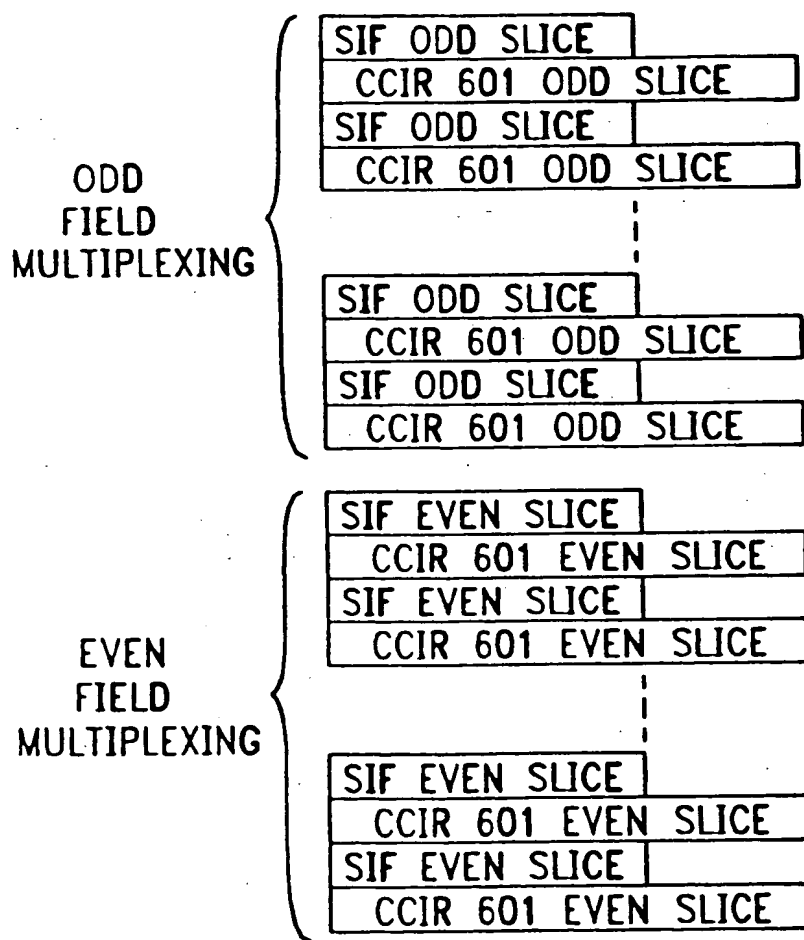 SIF ODD SLICE
CCIR 601 ODD SLICE
SIF ODD SLICE
CCIR 601 ODD SLICE
ODD
FIELD
MULTIPLEXING
SIF ODD SLICE
CCIR 601 ODD SLICE
SIF ODD SLICE
CCIR 601 ODD SLICE
SIF EVEN SLICE
CCIR 601 EVEN SLICE
SIF EVEN SLICE
CCIR 601 EVEN SLICE
EVEN
FIELD
MULTIPLEXING
SIF EVEN SLICE
CCIR 601 EVEN SLICE
SIF EVEN SLICE
CCIR 601 EVEN SLICE